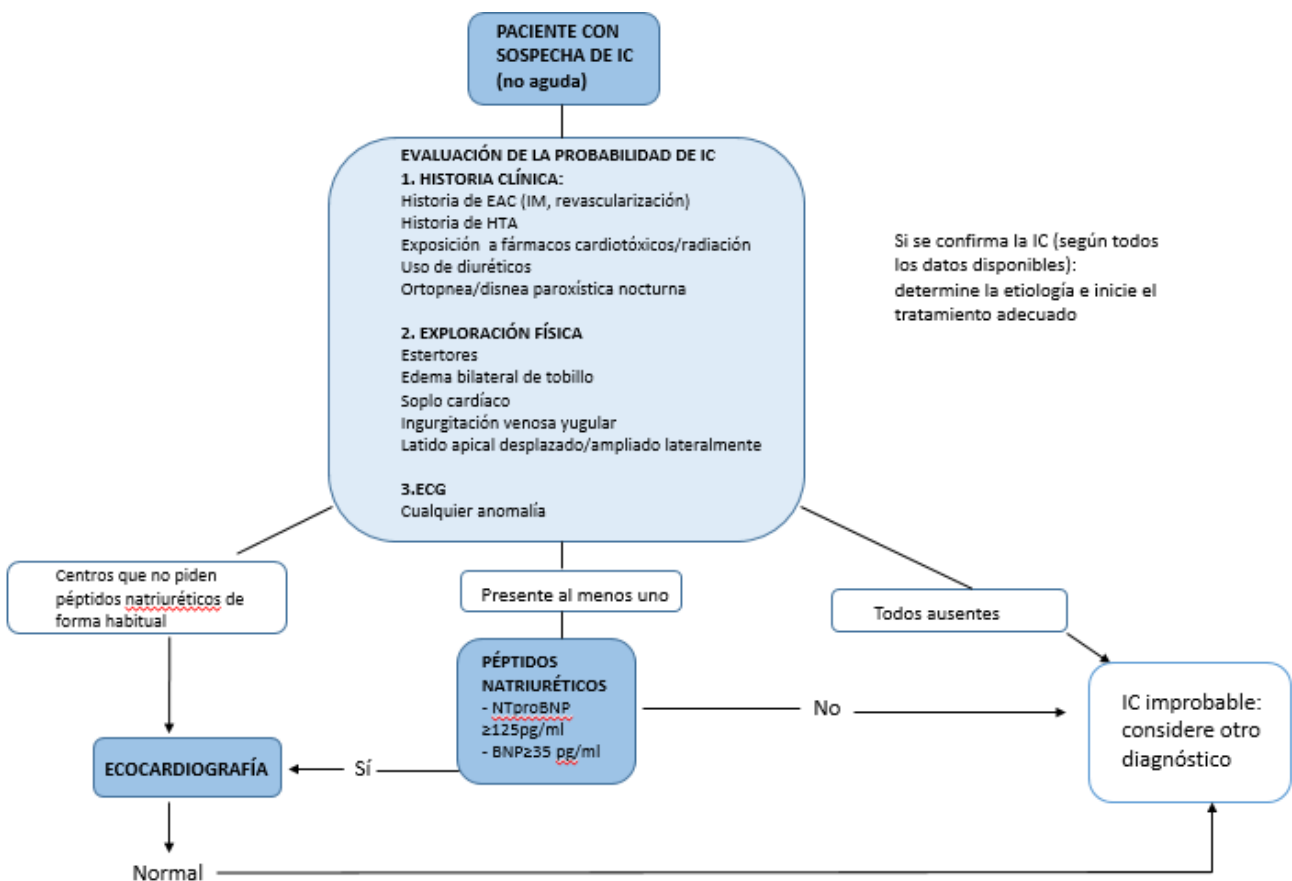 PACIENTE CON
SOSPECHA DE IC
(no aguda)
EVALUACIÓN DE LA PROBABILIDAD DE IC
1. HISTORIA CLÍNICA:
Historia de EAC (IM, revascularización)
Historia de HTA
Exposición a fármacos cardiotóxicos/radiación
Uso de diuréticos
Ortopnea/disnea paroxística nocturna
2. EXPLORACIÓN FÍSICA
Estertores
Edema bilateral de tobillo
Soplo cardíaco
Ingurgitación venosa yugular
Latido apical desplazado/ampliado lateralmente
3.ECG
Cualquier anomalía
Si se confirma la IC (según todos
los datos disponibles):
determine la etiología e inicie el
tratamiento adecuado
Centros que no piden
péptidos natriuréticos de
forma habitual
Presente al menos uno
Todos ausentes
PÉPTIDOS
NATRIURÉTICOS
- NTproBNP
≥125pg/ml
- BNP≥35 pg/ml
No
IC improbable:
considere otro
diagnóstico
Sí
ECOCARDIOGRAFÍA
Normal